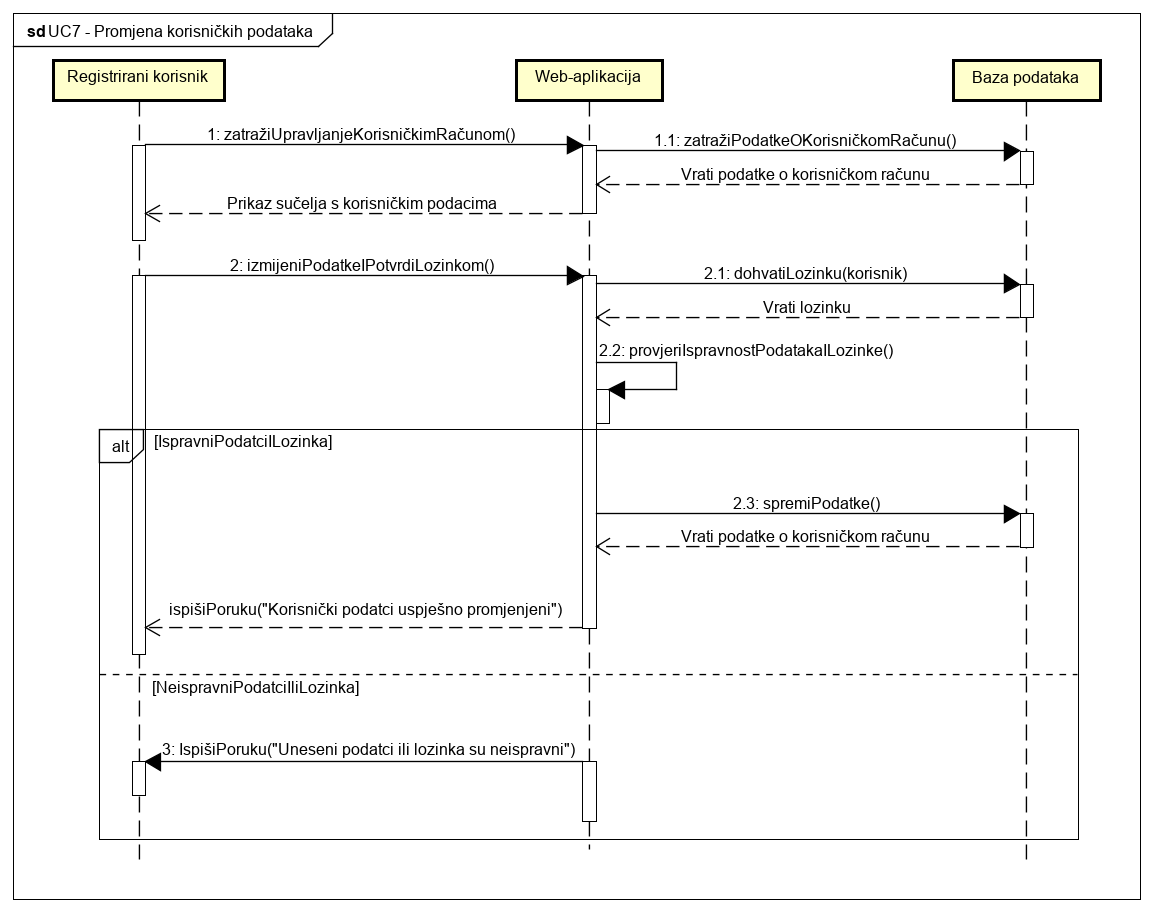 sd UC7 - Promjena korisničkih podataka
Registrirani korisnik
Web-aplikacija
Baza podataka
1: zatražiUpravljanjeKorisničkimRačunom()
1.1: zatražiPodatkeOKorisničkomRačunu()
Vrati podatke o korisničkom računu
Prikaz sučelja s korisničkim podacima
2: izmijeniPodatkeIPotvrdiLozinkom()
2.1: dohvatiLozinku(korisnik)
Vrati lozinku
2.2: provjeriIspravnostPodatakaILozinke()
alt
[IspravniPodatciILozinka]
2.3: spremiPodatke()
Vrati podatke o korisničkom računu
ispišiPoruku("Korisnički podatci uspješno promjenjeni")
[NeispravniPodatciIliLozinka]
3: IspišiPoruku("Uneseni podatci ili lozinka su neispravni")